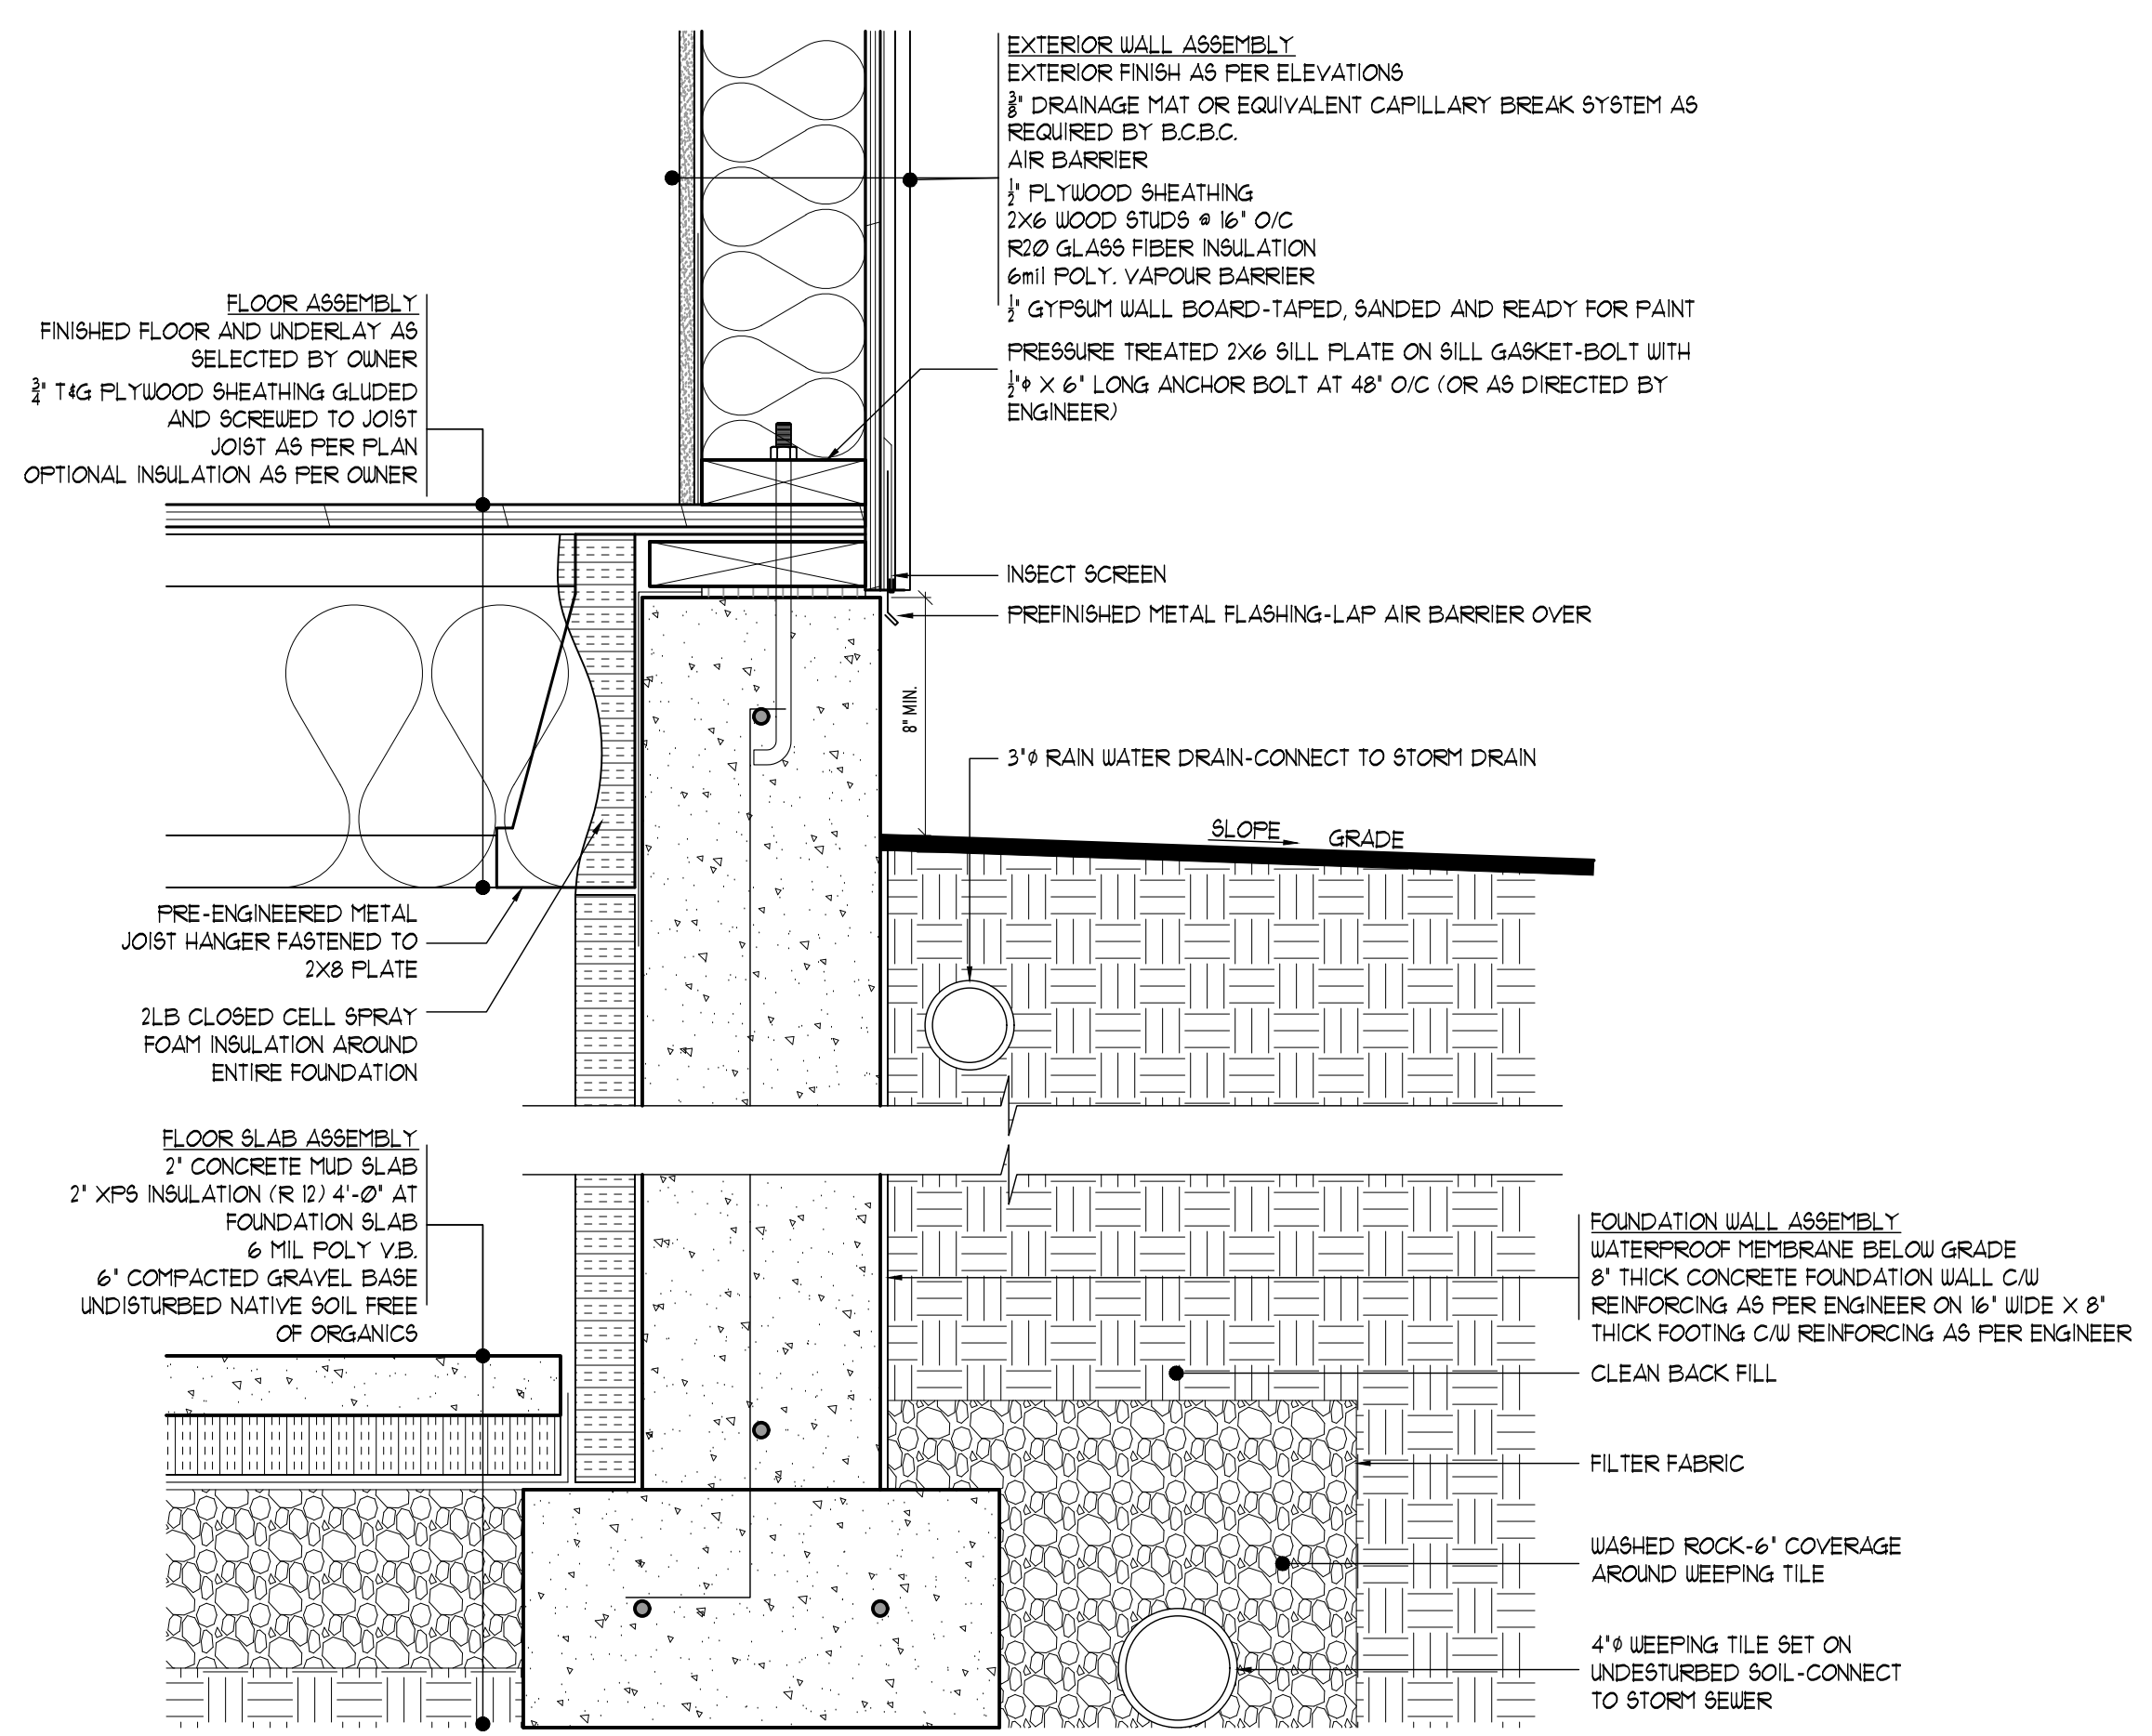 EXTERIOR WALL ASSEMBLY
EXTERIOR FINISH AS PER ELEVATIONS
3/8" DRAINAGE MAT OR EQUIVALENT CAPILLARY BREAK SYSTEM AS
REQUIRED BY B.C.B.C.
AIR BARRIER
1/2" PLYWOOD SHEATHING
2X6 WOOD STUDS @ 16" O/C
R20 GLASS FIBER INSULATION
6mil POLY. VAPOUR BARRIER
1/2" GYPSUM WALL BOARD-TAPED, SANDED AND READY FOR PAINT
PRESSURE TREATED 2X6 SILL PLATE ON SILL GASKET-BOLT WITH
1/2"ø X 6" LONG ANCHOR BOLT AT 48" O/C (OR AS DIRECTED BY
ENGINEER)
FLOOR ASSEMBLY
FINISHED FLOOR AND UNDERLAY AS
SELECTED BY OWNER
3/4" T&G PLYWOOD SHEATHING GLUDED
AND SCREWED TO JOIST
JOIST AS PER PLAN
OPTIONAL INSULATION AS PER OWNER
INSECT SCREEN
PREFINISHED METAL FLASHING-LAP AIR BARRIER OVER
8" MIN.
3"ø RAIN WATER DRAIN-CONNECT TO STORM DRAIN
SLOPE
GRADE
PRE-ENGINEERED METAL
JOIST HANGER FASTENED TO
2X8 PLATE
2LB CLOSED CELL SPRAY
FOAM INSULATION AROUND
ENTIRE FOUNDATION
FLOOR SLAB ASSEMBLY
2" CONCRETE MUD SLAB
2" XPS INSULATION (R 12) 4'-0" AT
FOUNDATION SLAB
6 MIL POLY V.B.
6" COMPACTED GRAVEL BASE
UNDISTURBED NATIVE SOIL FREE
OF ORGANICS
FOUNDATION WALL ASSEMBLY
WATERPROOF MEMBRANE BELOW GRADE
8" THICK CONCRETE FOUNDATION WALL C/W
REINFORCING AS PER ENGINEER ON 16" WIDE X 8"
THICK FOOTING C/W REINFORCING AS PER ENGINEER
CLEAN BACK FILL
FILTER FABRIC
WASHED ROCK-6" COVERAGE
AROUND WEEPING TILE
4"ø WEEPING TILE SET ON
UNDESTURBED SOIL-CONNECT
TO STORM SEWER